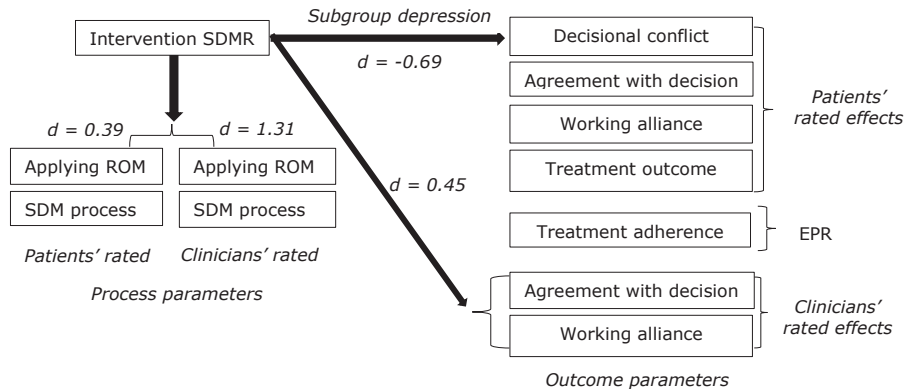 Subgroup depression
Intervention SDMR
Decisional conflict
d = -0.69
Agreement with decision
Patients'
rated effects
d = 0.39
d = 1.31
Working alliance
Applying ROM
Applying ROM
Treatment outcome
d = 0.45
SDM process
SDM process
Treatment adherence
EPR
Patients' rated
Clinicians' rated
Process parameters
Agreement with decision
Clinicians'
rated effects
Working alliance
Outcome parameters